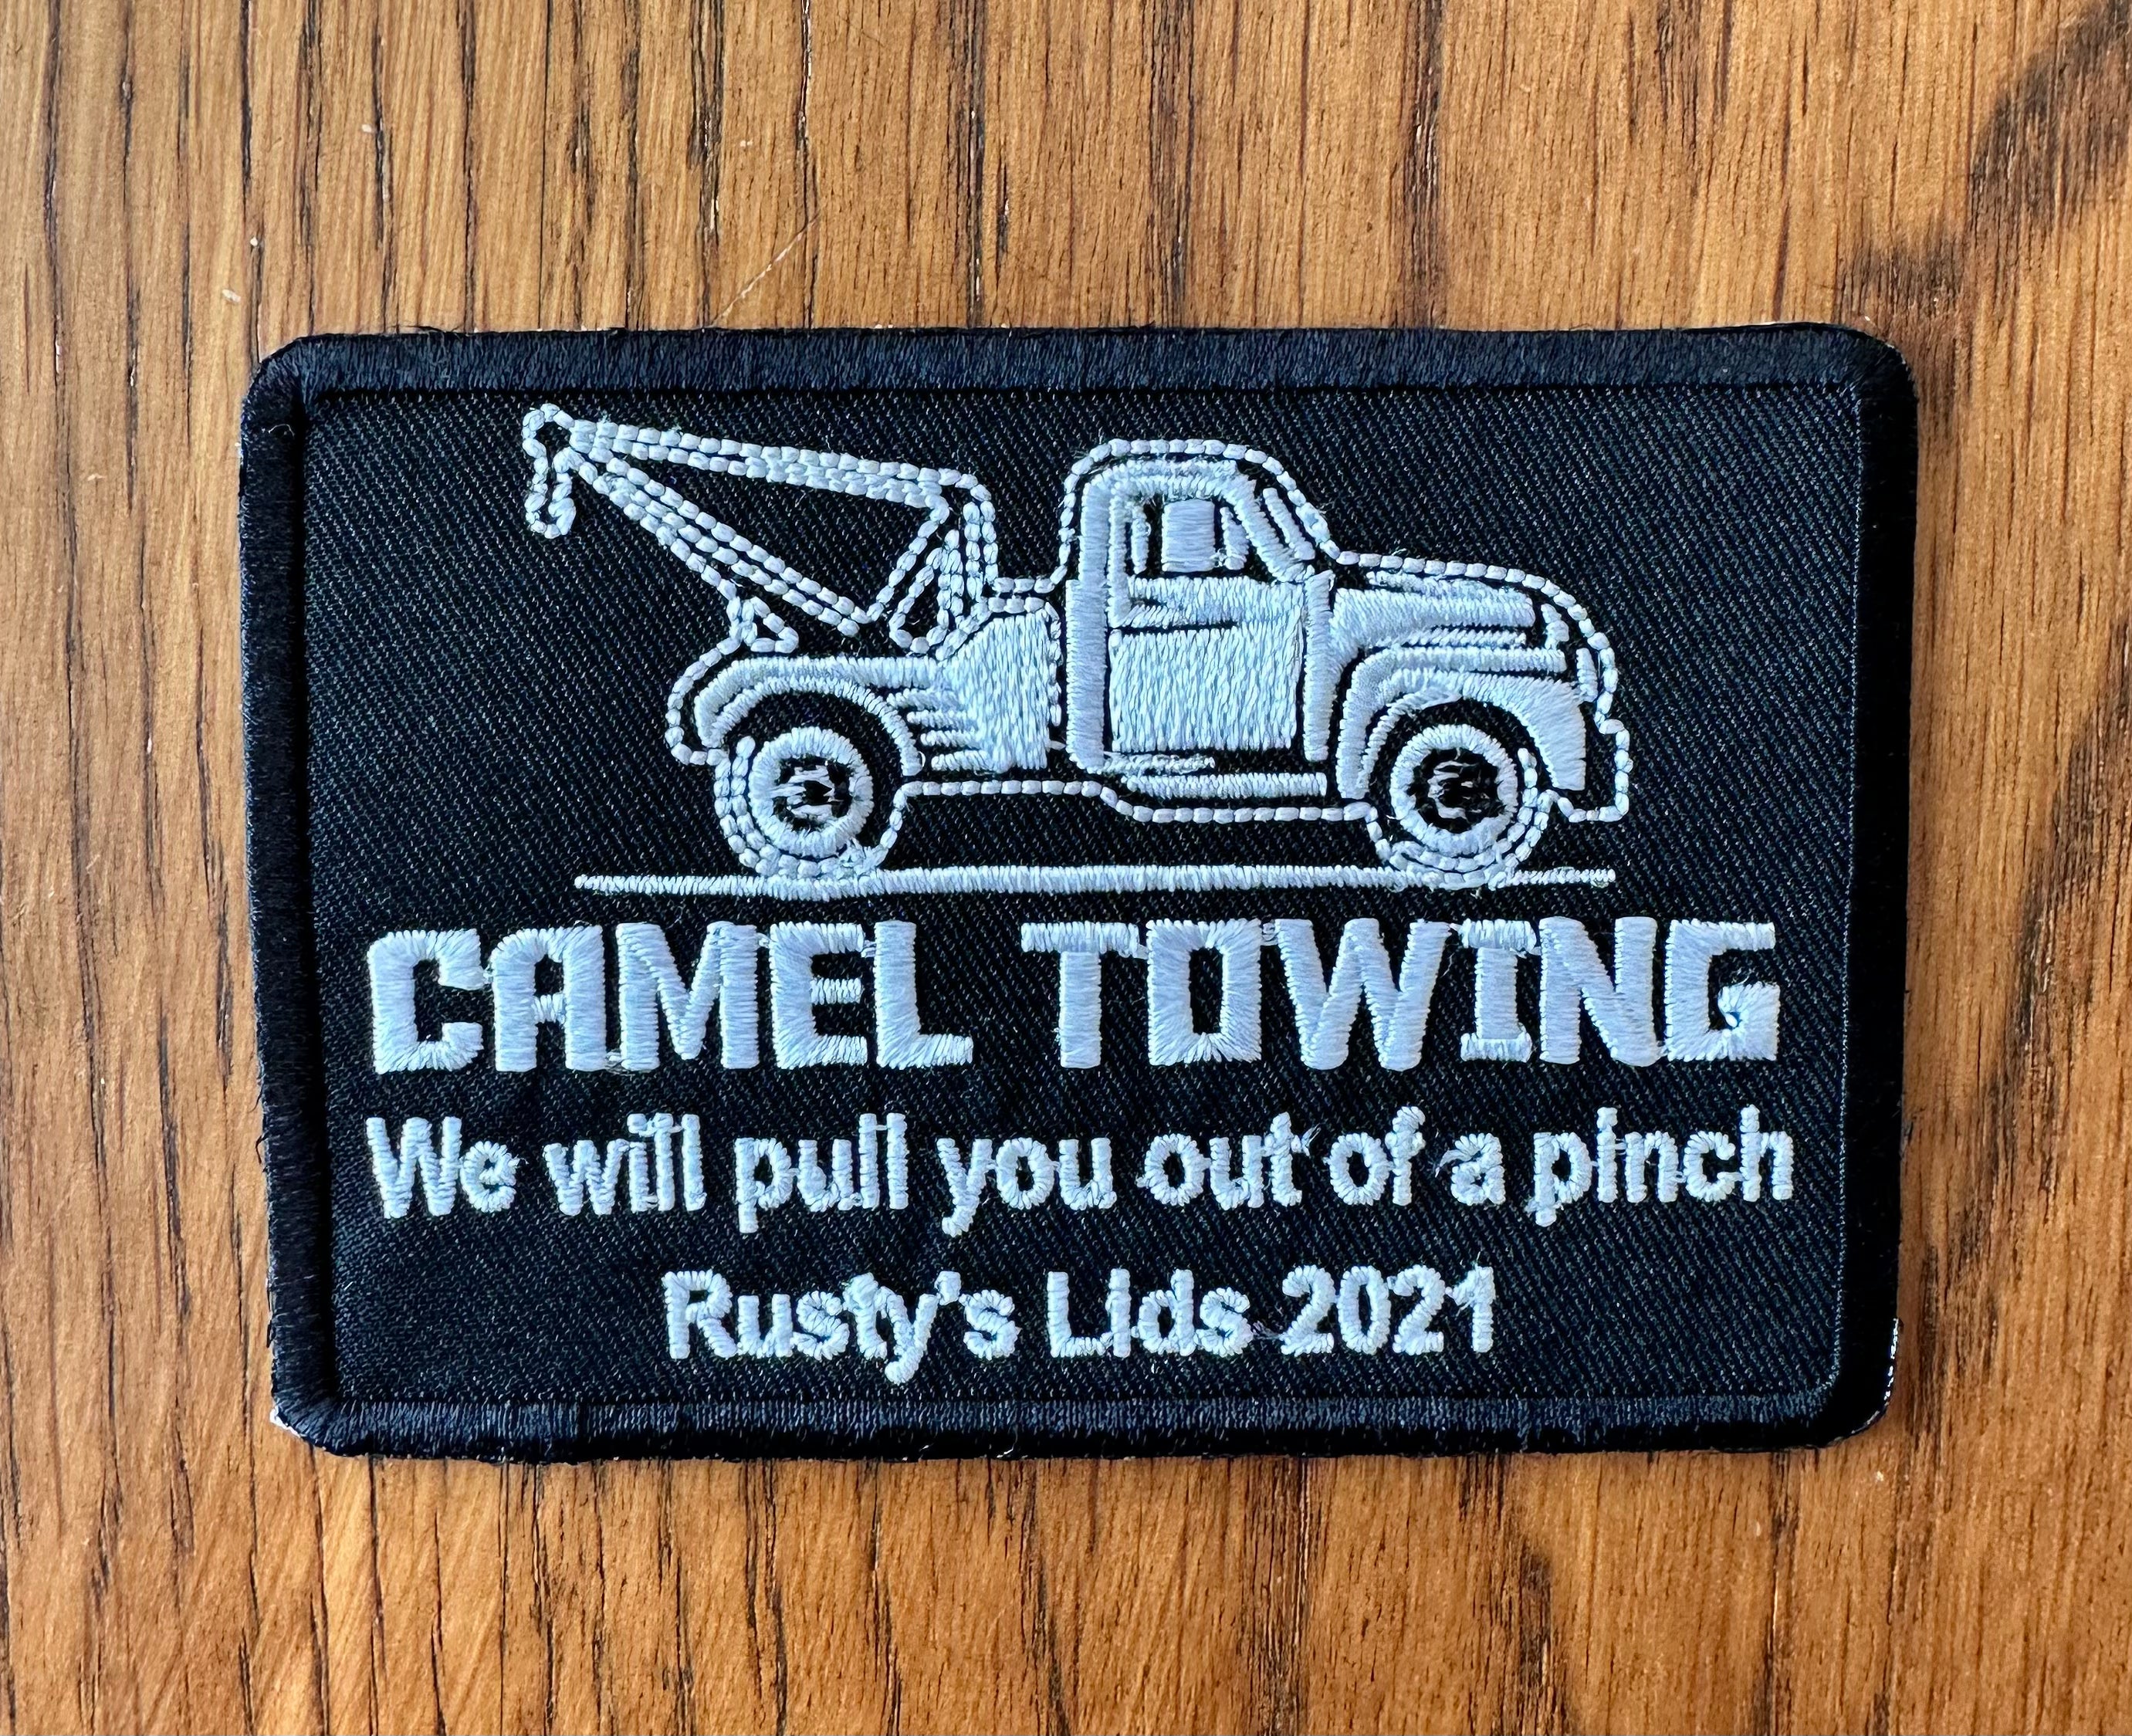 CAMEL TOWING
We will pull you out of a pinch
Rusty's Lids 2021